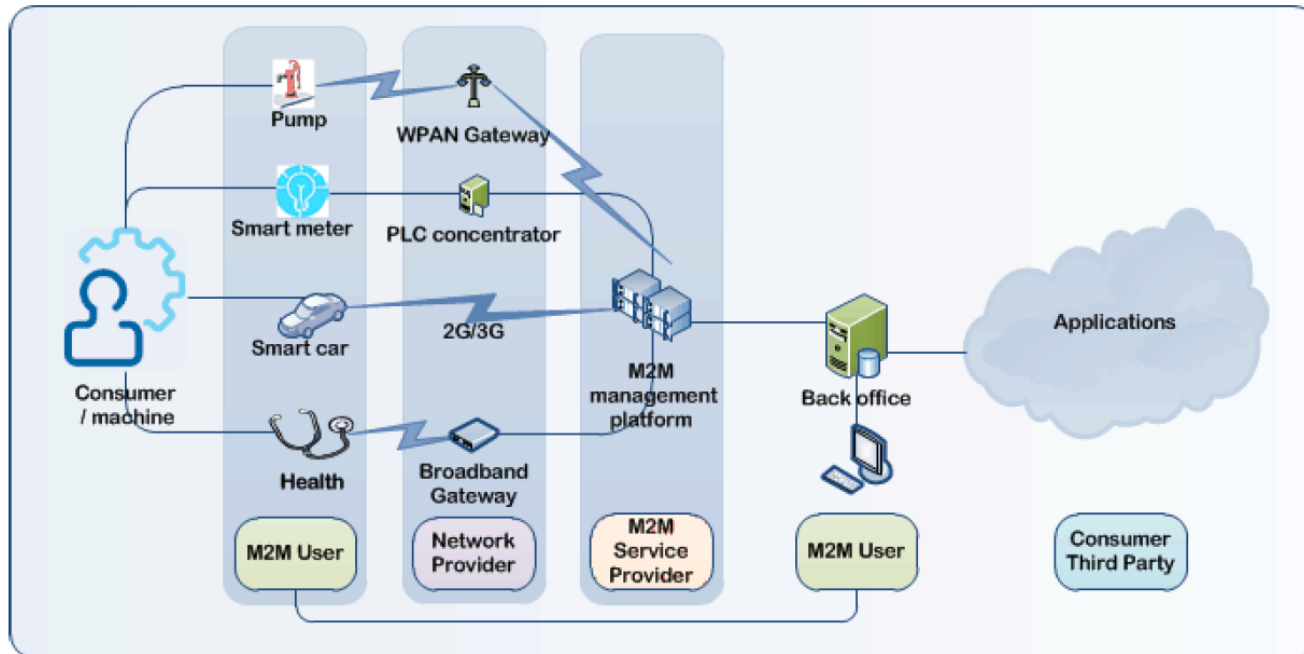 Pump
WPAN Gateway
Smart meter
PLC concentrator
Smart car
2G/3G
Consumer
/ machine
M2M
management
platform
Back office
Applications
Health
Broadband
Gateway
M2M User
Network
Provider
M2M
Service
Provider
M2M User
Consumer
Third Party